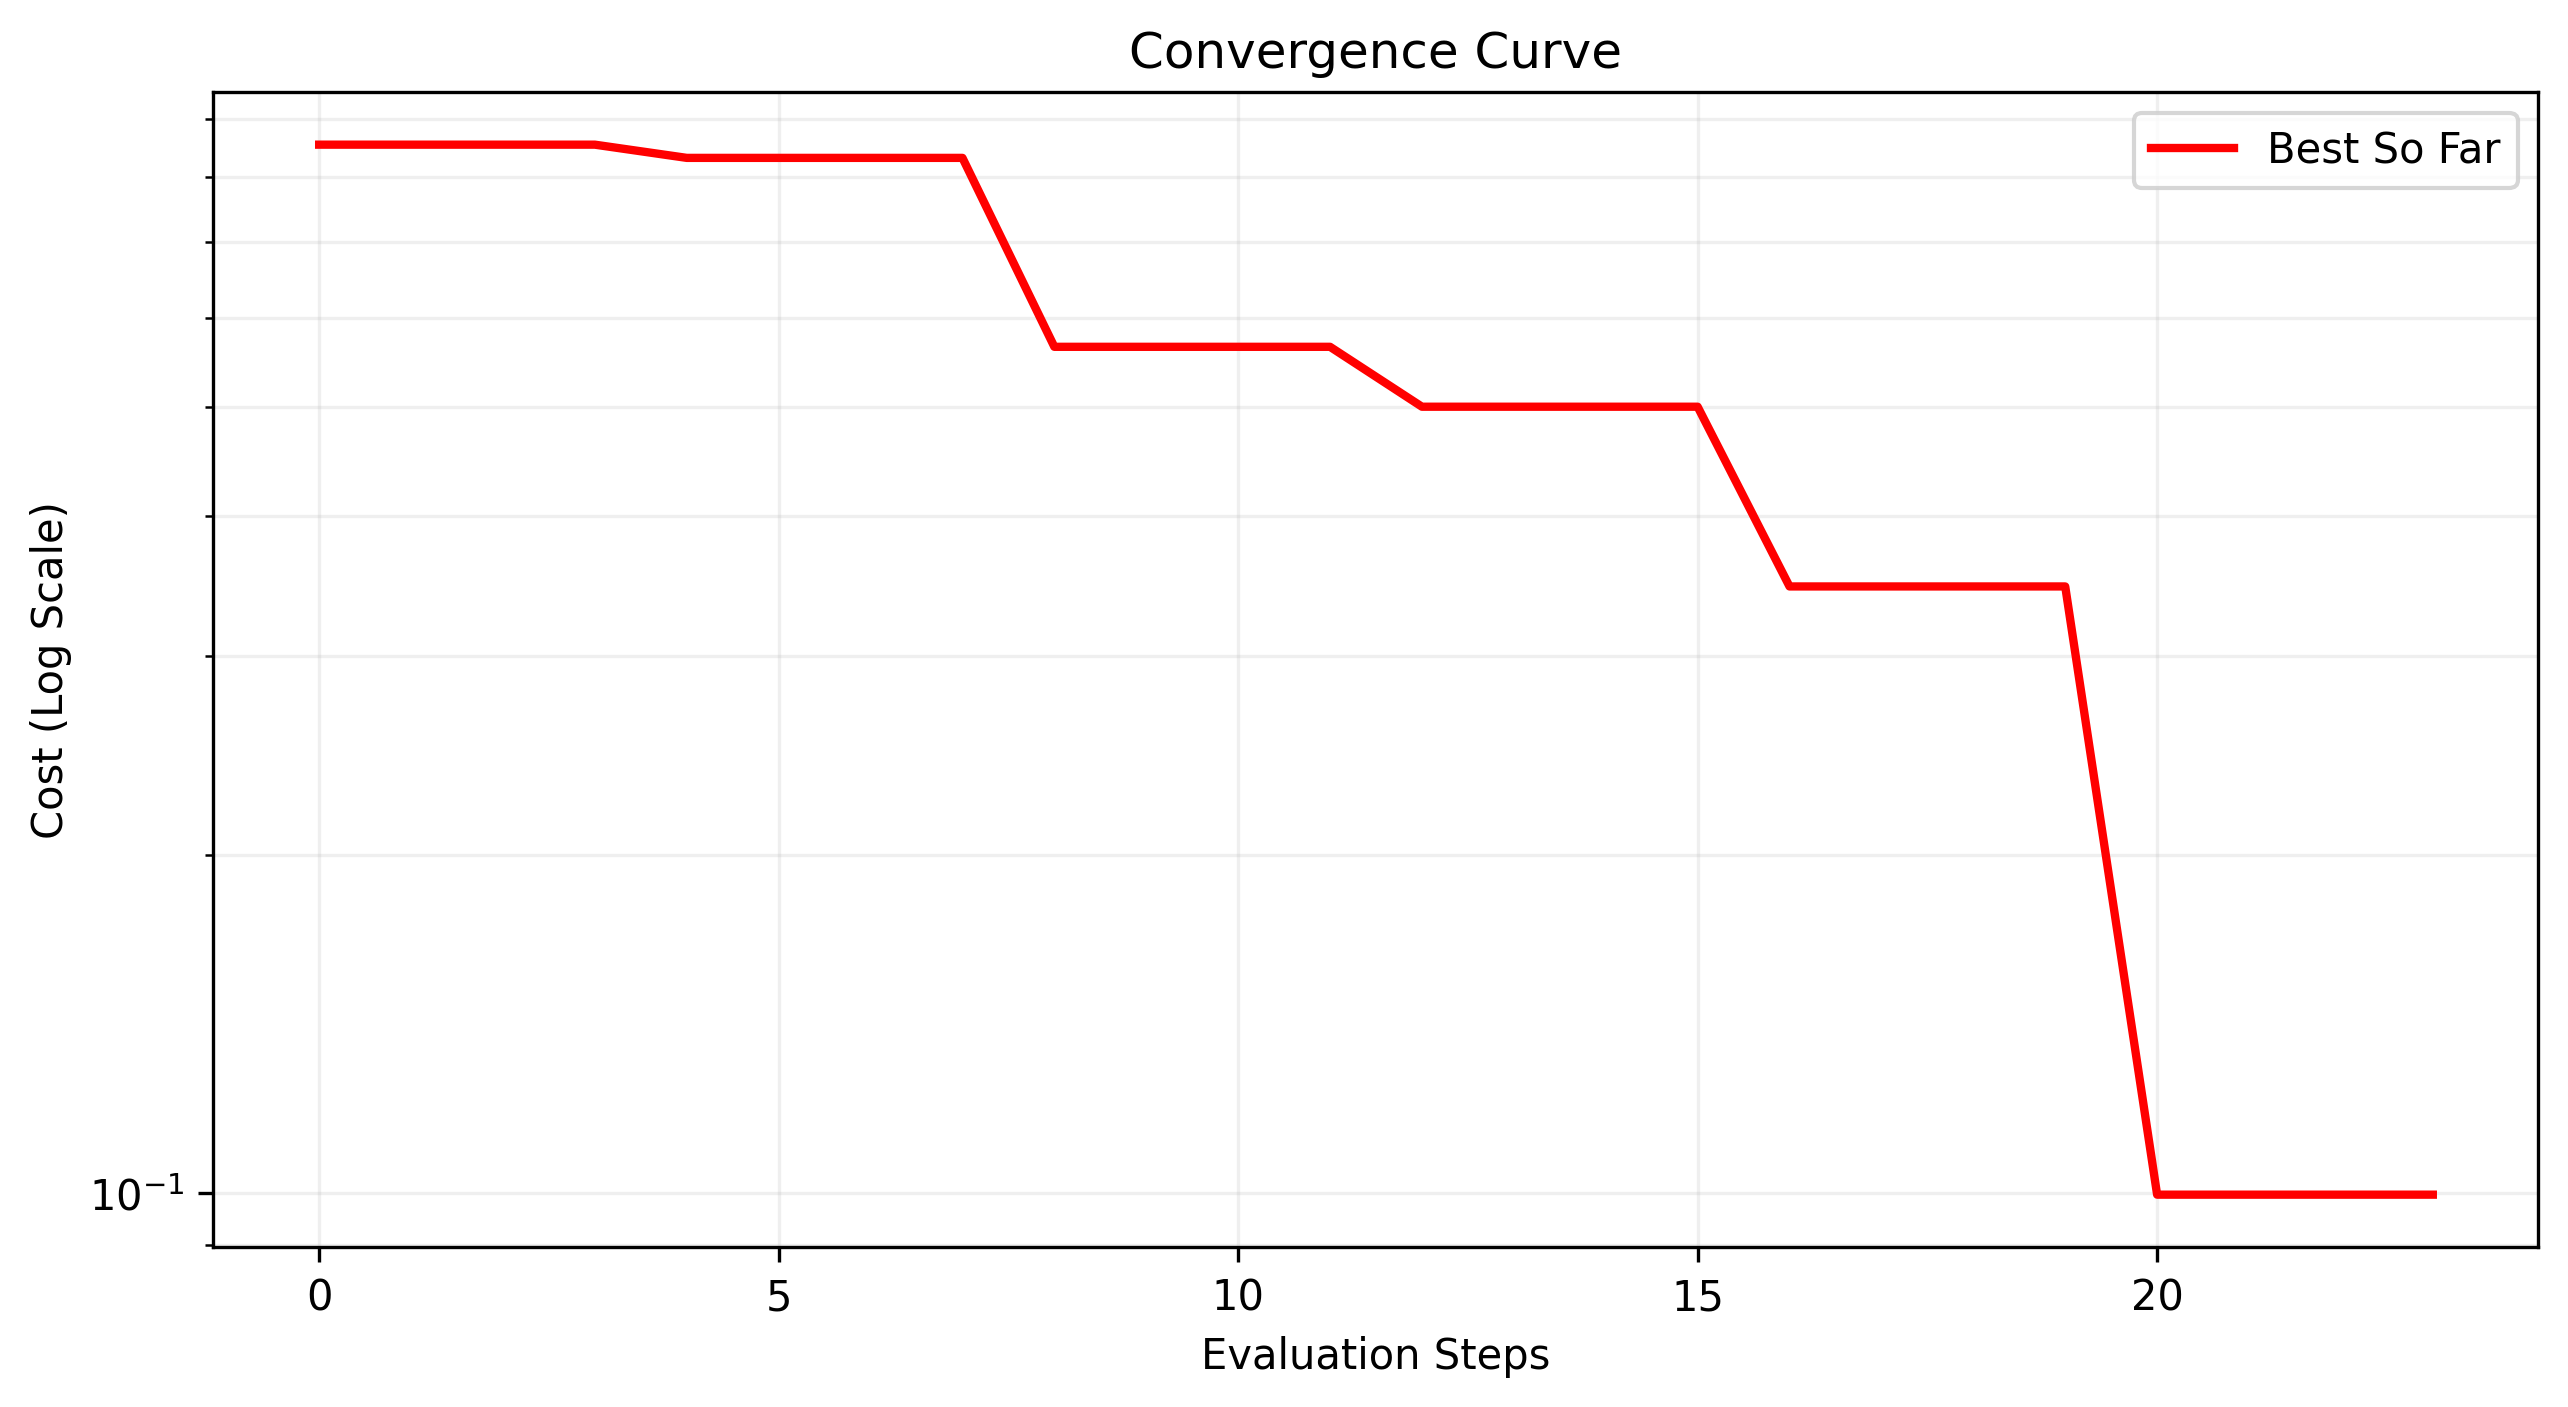 Convergence Curve
Best So Far
Cost (Log Scale)
10⁻¹
0 5 10 15 20
Evaluation Steps